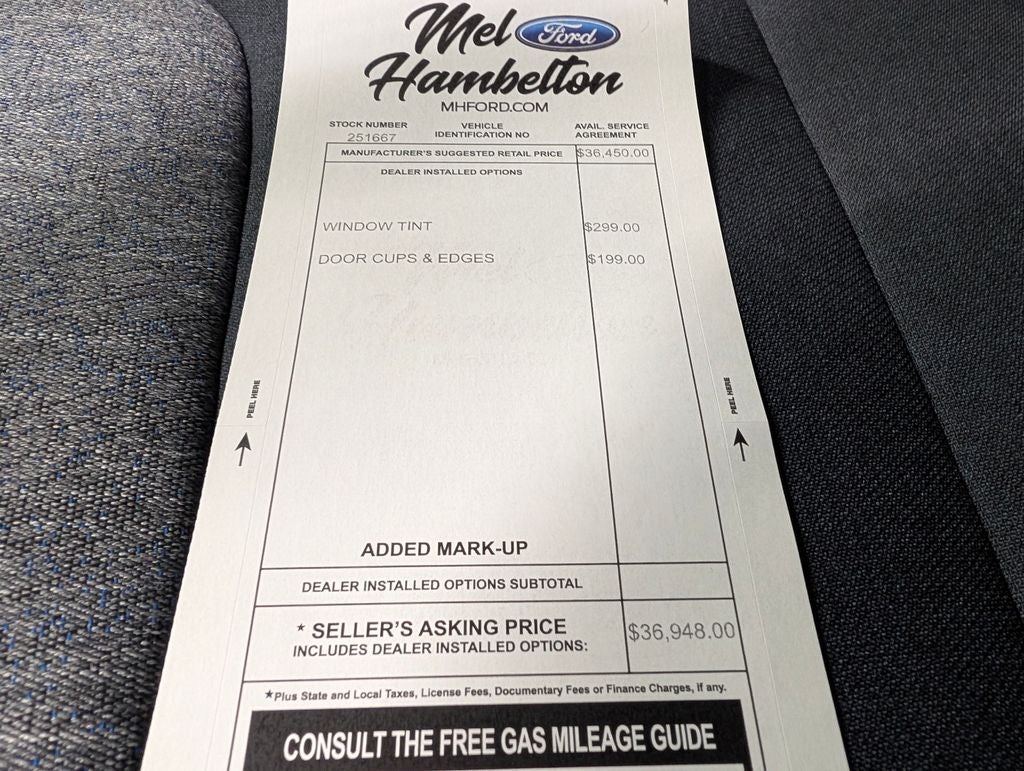 Mel Ford
Hambelton
MHFORD.COM
STOCK NUMBER
251667
VEHICLE
IDENTIFICATION NO
AVAIL. SERVICE
AGREEMENT
MANUFACTURER'S SUGGESTED RETAIL PRICE $36,450.00
DEALER INSTALLED OPTIONS
WINDOW TINT $299.00
DOOR CUPS & EDGES $199.00
PEEL HERE
PEEL HERE
ADDED MARK-UP
DEALER INSTALLED OPTIONS SUBTOTAL
* SELLER'S ASKING PRICE $36,948.00
INCLUDES DEALER INSTALLED OPTIONS:
*Plus State and Local Taxes, License Fees, Documentary Fees or Finance Charges, if any.
CONSULT THE FREE GAS MILEAGE GUIDE